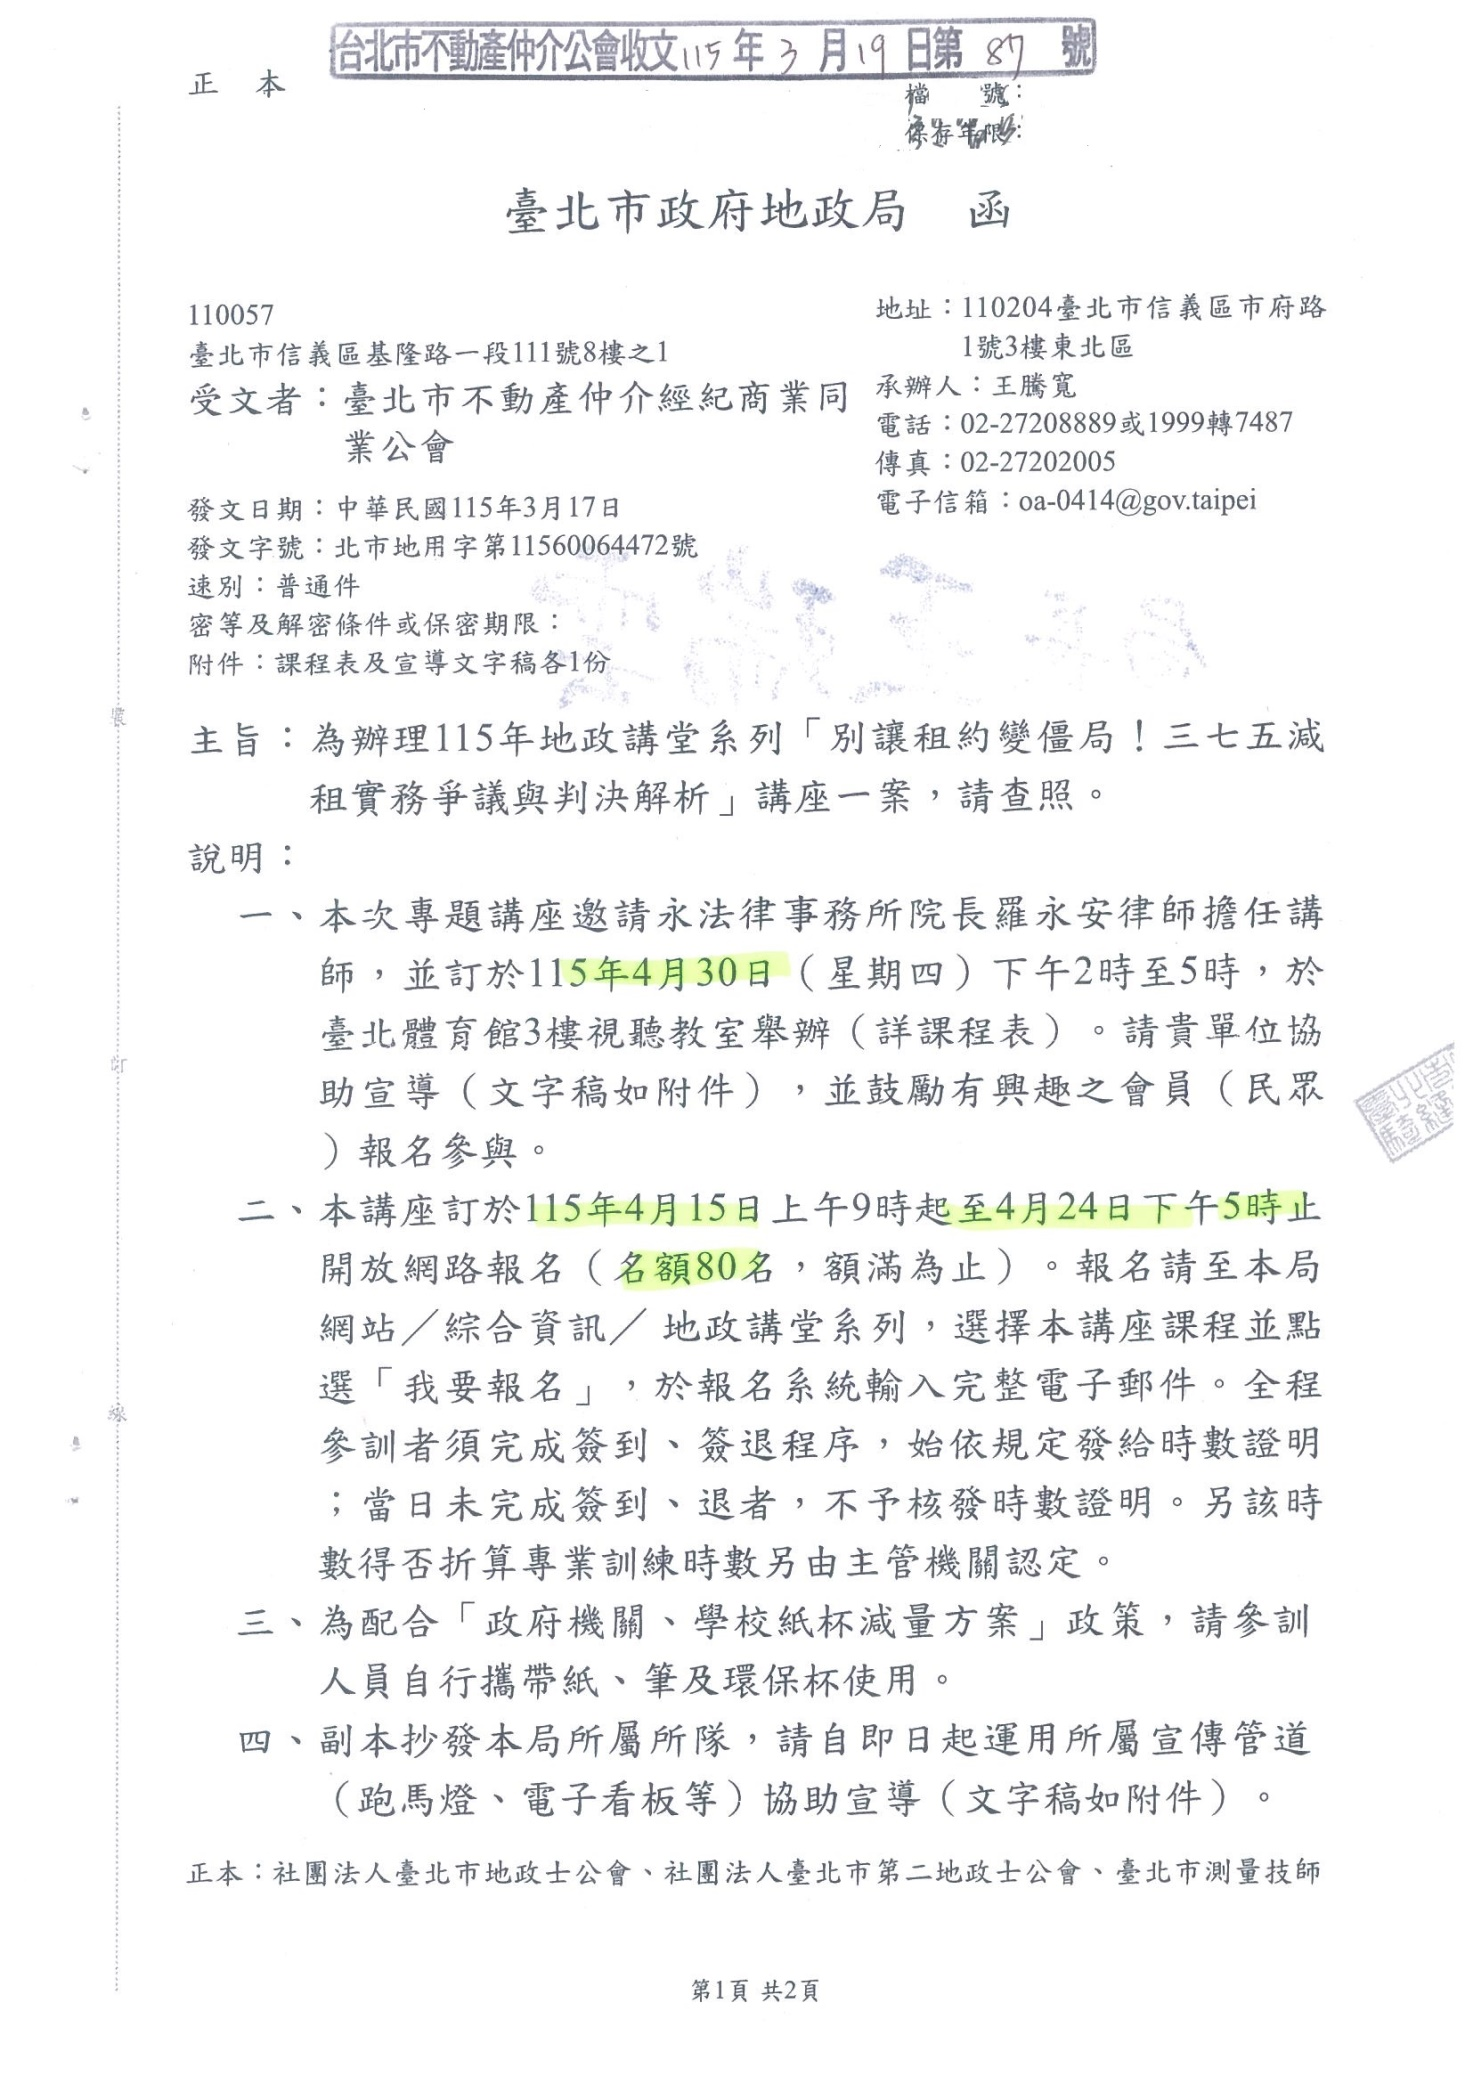 台北市不動產仲介公會收文115年3月19日第87號
正 本
檔 號：
保存年限：
臺北市政府地政局 函
110057
臺北市信義區基隆路一段111號8樓之1
受文者：臺北市不動產仲介經紀商業同
業公會
地址：110204臺北市信義區市府路
1號3樓東北區
承辦人：王騰寬
電話：02-27208889或1999轉7487
傳真：02-27202005
電子信箱：oa-0414@gov.taipei
發文日期：中華民國115年3月17日
發文字號：北市地用字第11560064472號
速別：普通件
密等及解密條件或保密期限：
附件：課程表及宣導文字稿各1份
主旨：為辦理115年地政講堂系列「別讓租約變僵局！三七五減
租實務爭議與判決解析」講座一案，請查照。
說明：
一、本次專題講座邀請永法律事務所院長羅永安律師擔任講
師，並訂於115年4月30日（星期四）下午2時至5時，於
臺北體育館3樓視聽教室舉辦（詳課程表）。請貴單位協
助宣導（文字稿如附件），並鼓勵有興趣之會員（民眾
）報名參與。
二、本講座訂於115年4月15日上午9時起至4月24日下午5時止
開放網路報名（名額80名，額滿為止）。報名請至本局
網站／綜合資訊／地政講堂系列，選擇本講座課程並點
選「我要報名」，於報名系統輸入完整電子郵件。全程
參訓者須完成簽到、簽退程序，始依規定發給時數證明
；當日未完成簽到、退者，不予核發時數證明。另該時
數得否折算專業訓練時數另由主管機關認定。
三、為配合「政府機關、學校紙杯減量方案」政策，請參訓
人員自行攜帶紙、筆及環保杯使用。
四、副本抄發本局所屬所隊，請自即日起運用所屬宣傳管道
（跑馬燈、電子看板等）協助宣導（文字稿如附件）。
正本：社團法人臺北市地政士公會、社團法人臺北市第二地政士公會、臺北市測量技師
第1頁 共2頁
裝
訂
線